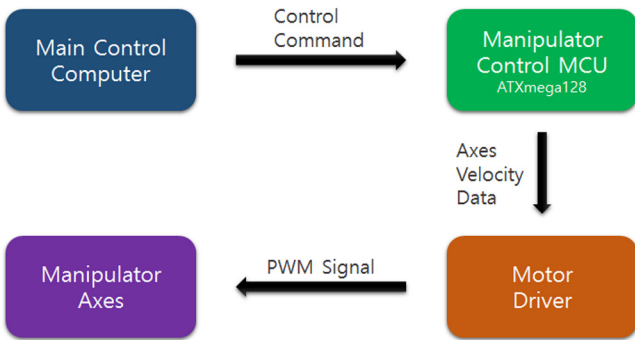 Main Control
Computer
Control
Command
Manipulator
Control MCU
ATXmega128
Axes
Velocity
Data
Motor
Driver
PWM Signal
Manipulator
Axes